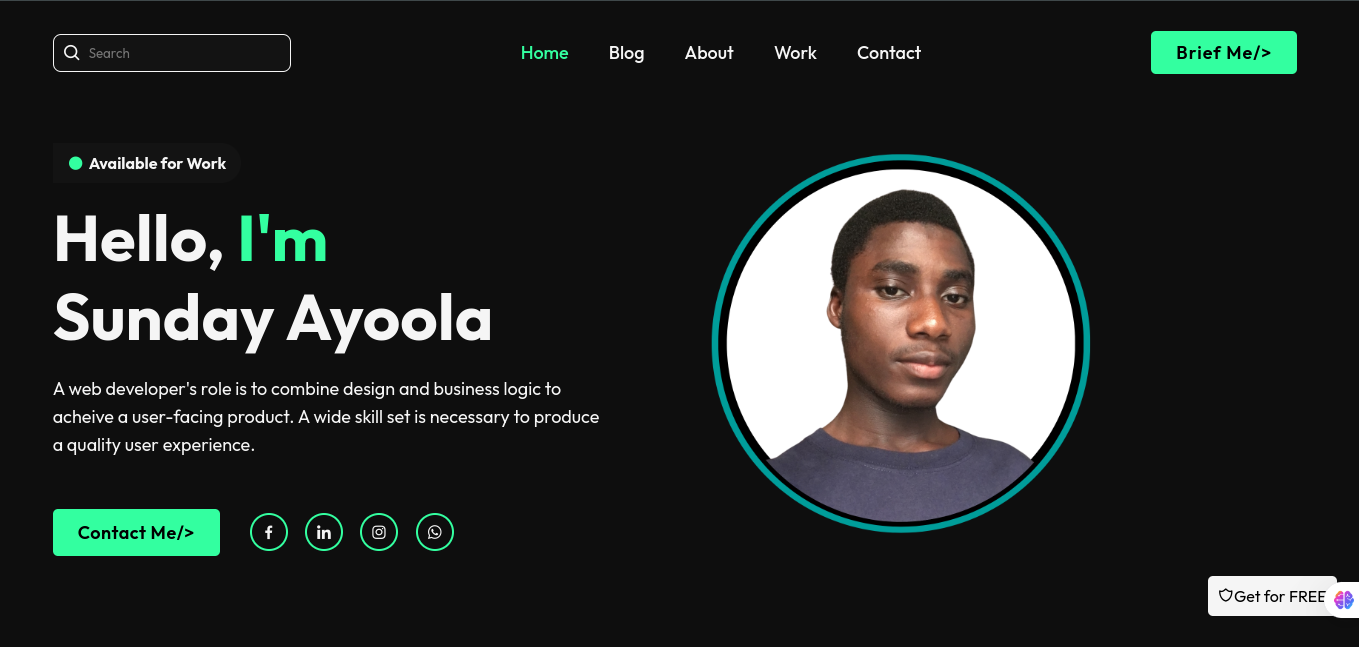 Search
Home Blog About Work Contact
Brief Me/>
Available for Work
Hello, I'm
Sunday Ayoola
A web developer's role is to combine design and business logic to
acheive a user-facing product. A wide skill set is necessary to produce
a quality user experience.
Contact Me/>
Get for FREE